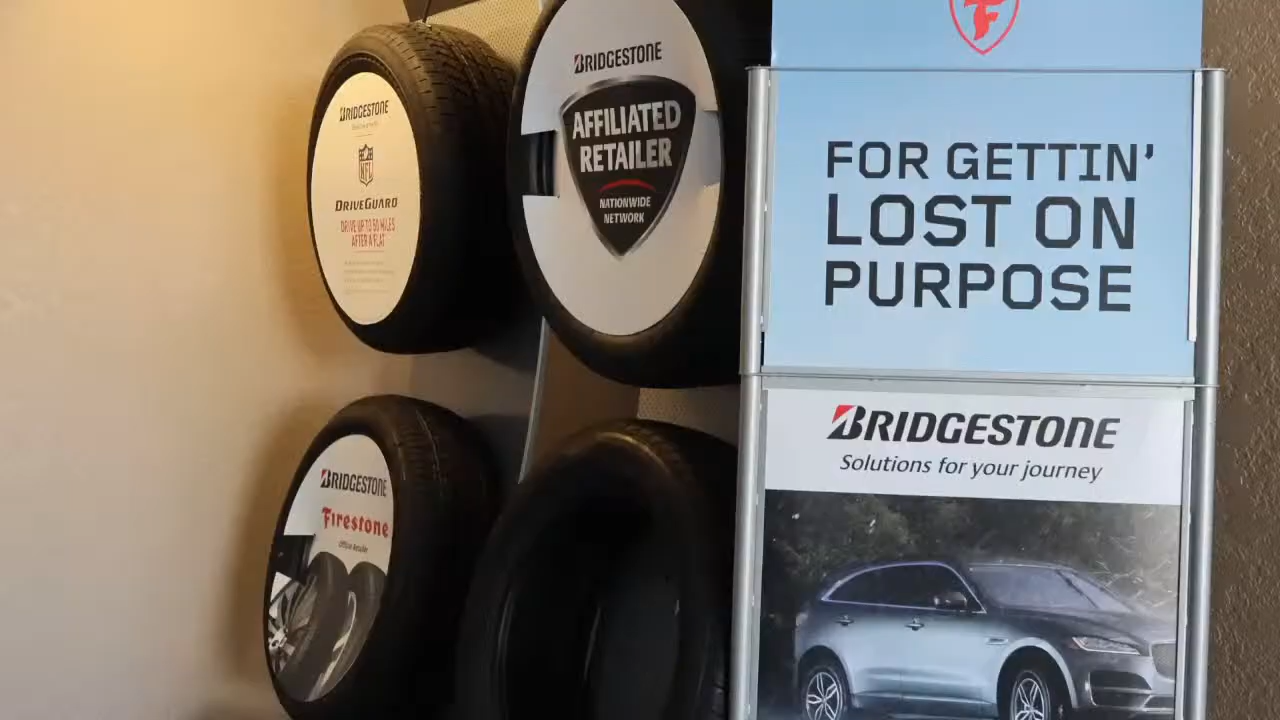 BRIDGESTONE
NFL
DRIVEGUARD
DRIVE UP TO 50 MILES
AFTER A FLAT
BRIDGESTONE
AFFILIATED
RETAILER
NATIONWIDE
NETWORK
BRIDGESTONE
Firestone
Official Retailer
F
FOR GETTIN’
LOST ON
PURPOSE
BRIDGESTONE
Solutions for your journey